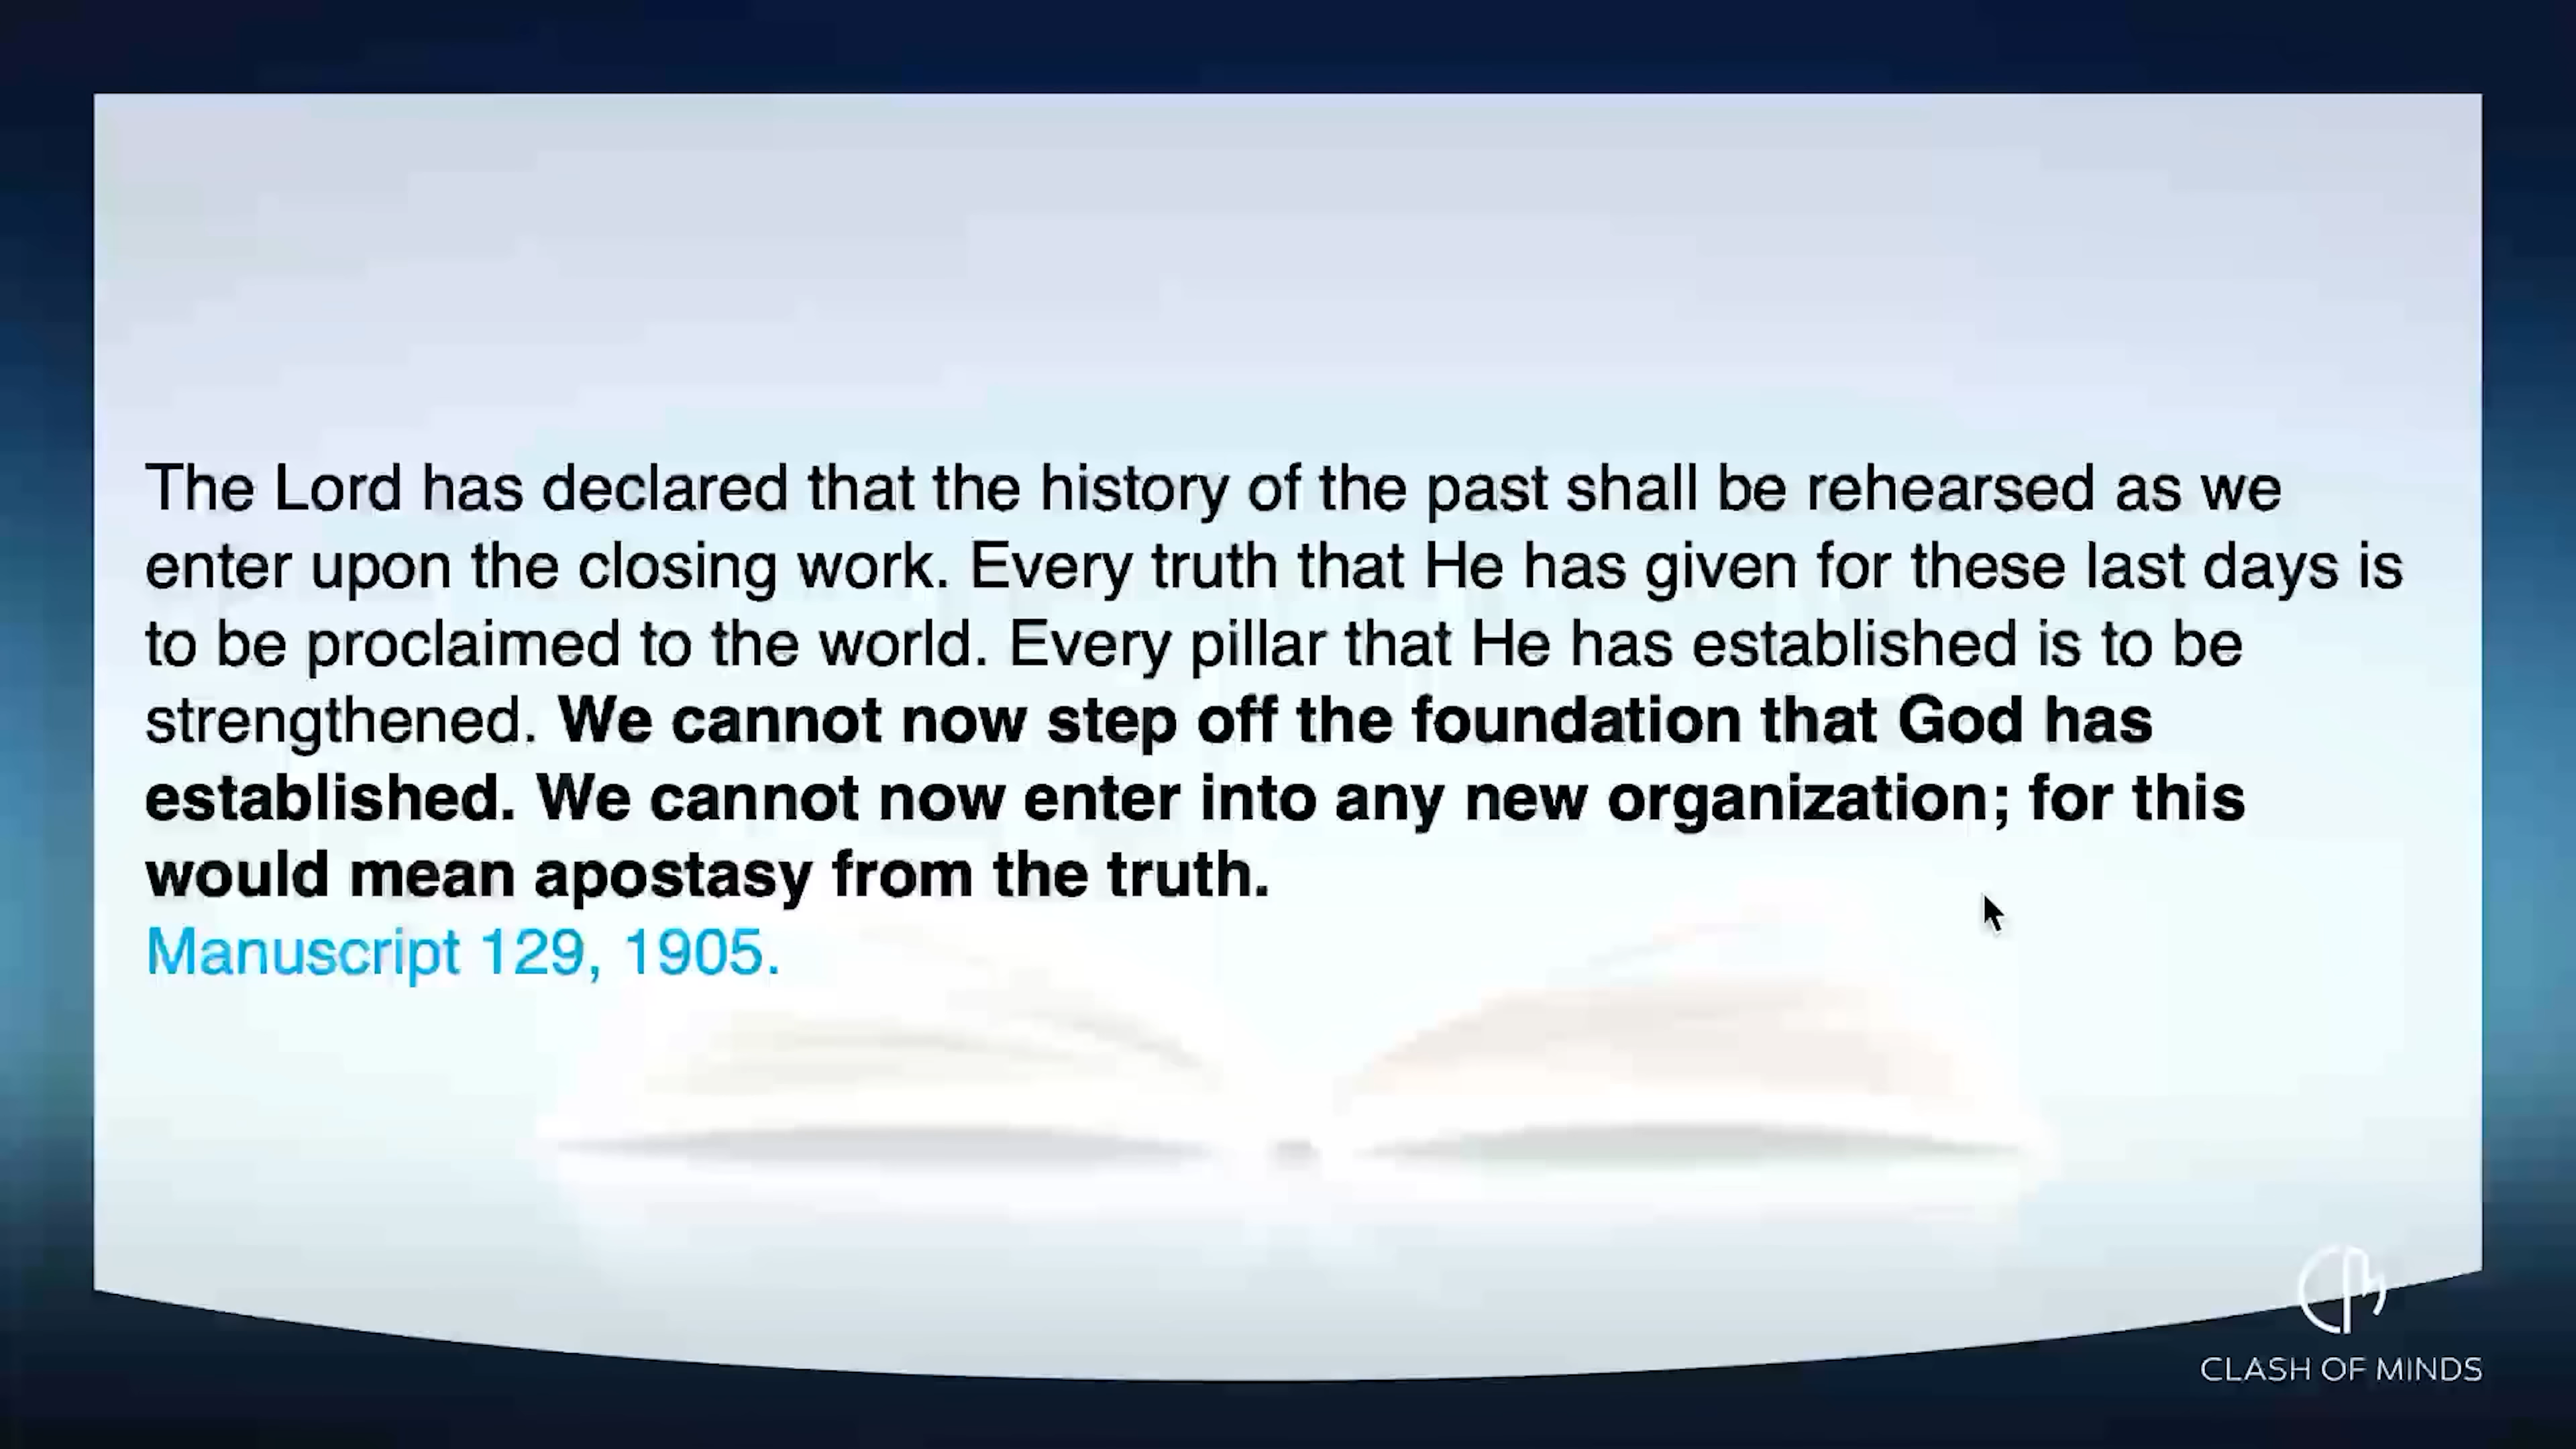 The Lord has declared that the history of the past shall be rehearsed as we
enter upon the closing work. Every truth that He has given for these last days is
to be proclaimed to the world. Every pillar that He has established is to be
strengthened. We cannot now step off the foundation that God has
established. We cannot now enter into any new organization; for this
would mean apostasy from the truth.
Manuscript 129, 1905.
CLASH OF MINDS